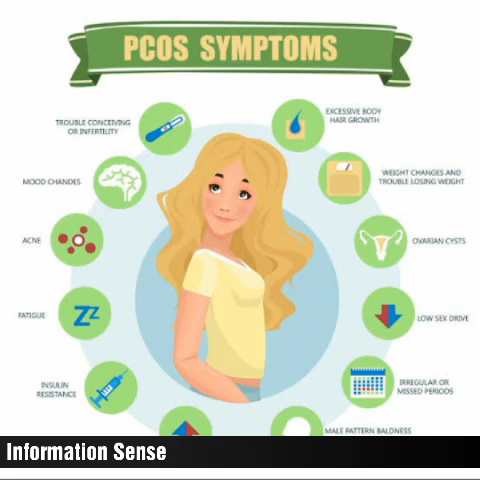 PCOS SYMPTOMS
TROUBLE CONCEIVING
OR INFERTILITY
EXCESSIVE BODY
HAIR GROWTH
MOOD CHANDES
WEIGHT CHANGES AND
TROUBLE LOSING WEIGHT
ACNE
OVARIAN CYSTS
FATIGUE
ZZ
LOW SEX DRIVE
INSULIN
RESISTANCE
IRREGULAR OR
MISSED PERIODS
MALE PATTERN BALDNESS
Information Sense